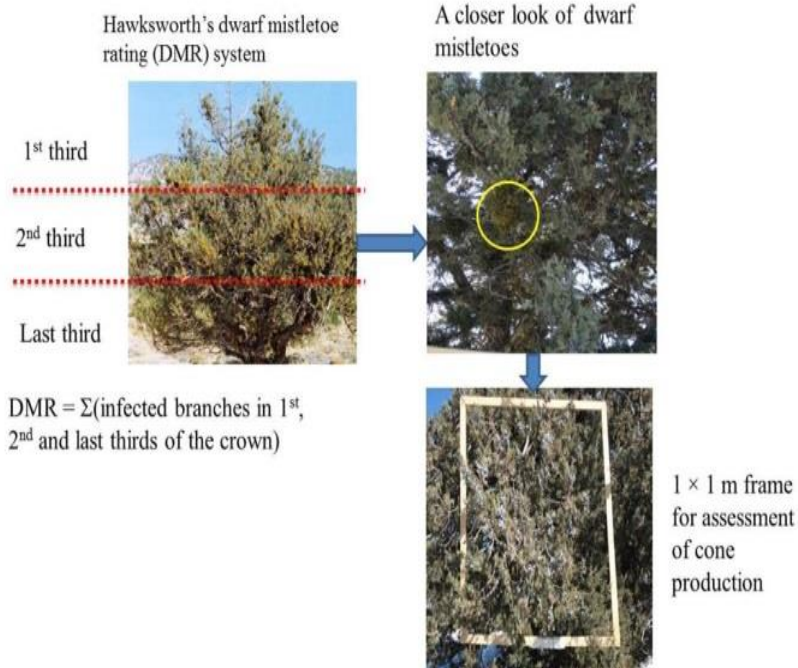 Hawksworth's dwarf mistletoe
rating (DMR) system
1st third
2nd third
Last third
DMR = Σ(infected branches in 1st,
2nd and last thirds of the crown)
A closer look of dwarf
mistletoes
1 × 1 m frame
for assessment
of cone
production